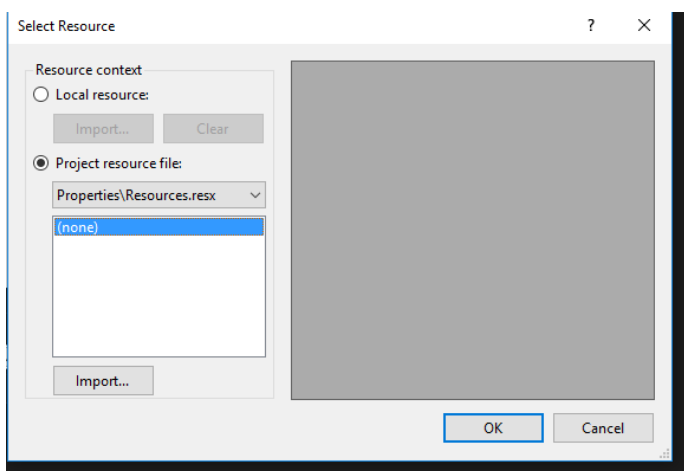 Select Resource ? ×
Resource context
Local resource:
Import... Clear
Project resource file:
Properties\Resources.resx
(none)
Import...
OK Cancel